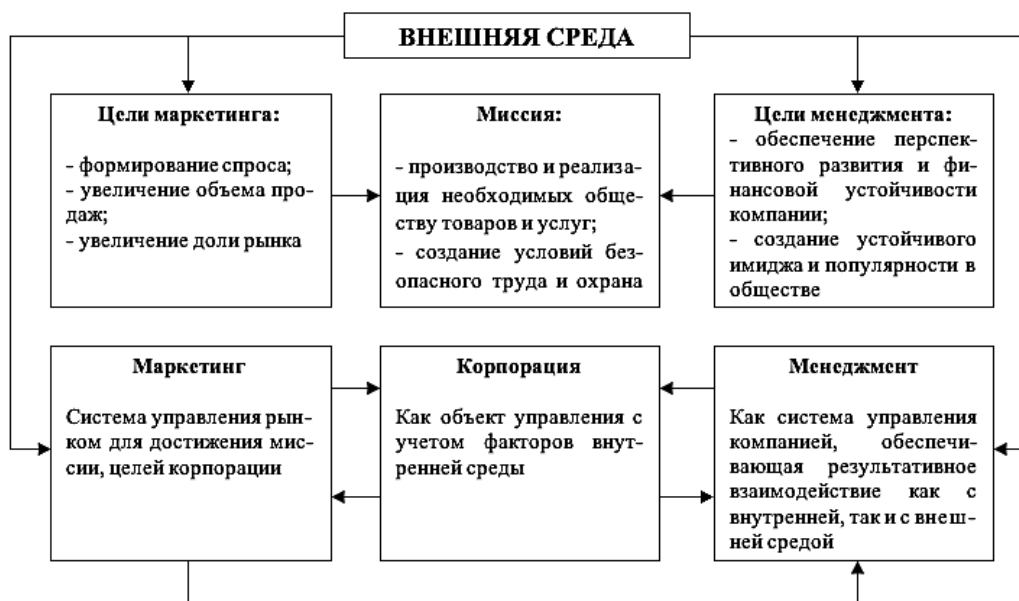 ВНЕШНЯЯ СРЕДА
Цели маркетинга:
- формирование спроса;
- увеличение объема про-
даж;
- увеличение доли рынка
Миссия:
- производство и реализа-
ция необходимых обще-
ству товаров и услуг;
- создание условий без-
опасного труда и охрана
Цели менеджмента:
- обеспечение перспек-
тивного развития и фи-
нансовой устойчивости
компании;
- создание устойчивого
имиджа и популярности в
обществе
Маркетинг
Система управления рын-
ком для достижения мис-
сии, целей корпорации
Корпорация
Как объект управления с
учетом факторов внут-
ренней среды
Менеджмент
Как система управления
компанией, обеспечи-
вающая результативное
взаимодействие как с
внутренней, так и с внеш-
ней средой